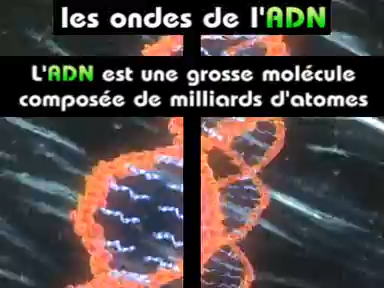 les ondes de l'ADN
L'ADN est une grosse molécule
composée de milliards d'atomes